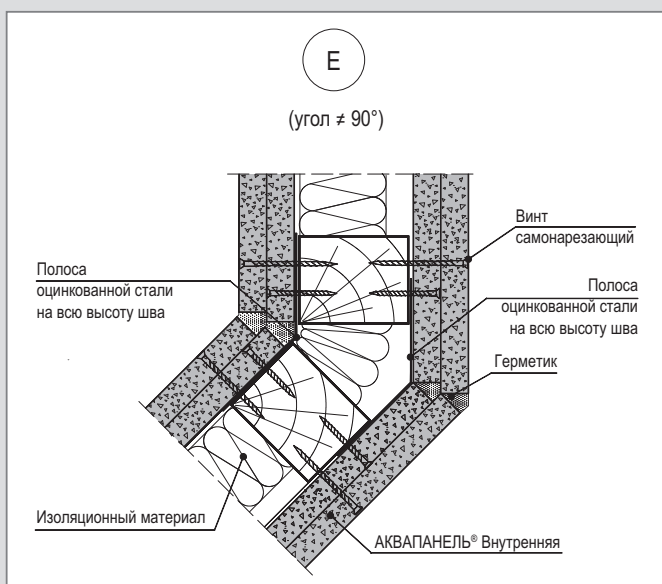 E
(угол ≠ 90°)
Винт
самонарезающий
Полоса
оцинкованной стали
на всю высоту шва
Полоса
оцинкованной стали
на всю высоту шва
Герметик
Изоляционный материал
АКВАПАНЕЛЬ® Внутренняя